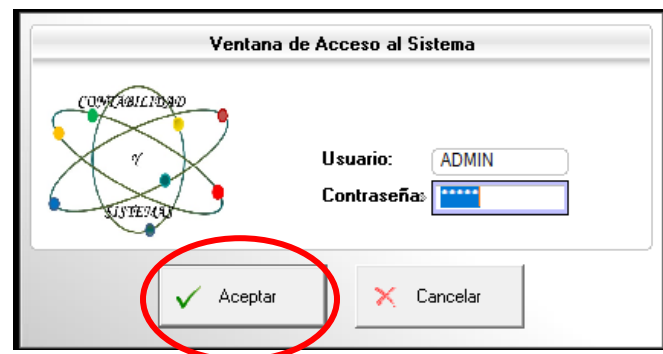 Ventana de Acceso al Sistema
CONTABILIDAD
Y
SISTEMAS
Usuario: ADMIN
Contraseña: *****
Aceptar
Cancelar